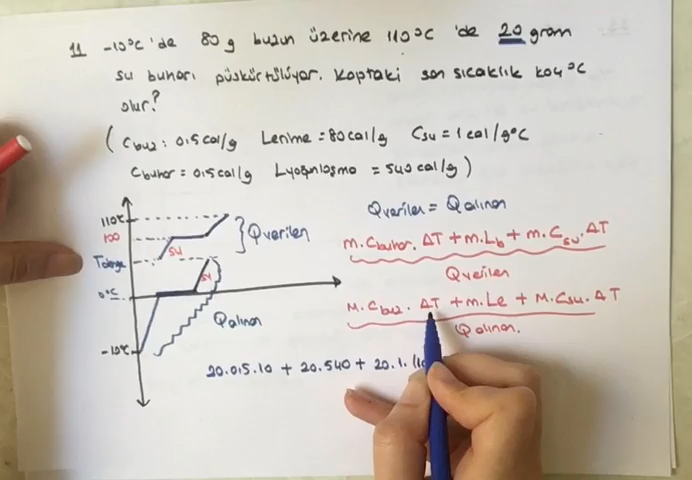 11 -10°C 'de 80 g buzun üzerine 110°C 'de 20 gram
su buharı püskürtülüyor. Kaptaki son sıcaklık kaç °C
olur?
( Cbuz : 0,5 cal/g Lerime = 80 cal/g Csu = 1 cal/g°C
Cbuhar = 0,5 cal/g Lyoğunlaşma = 540 cal/g )
Qverilen = Qalınan
110°C
100
su
Qverilen
m.Cbuhar. ΔT + m.Lb + m.Csu. ΔT
Qverilen
Tdenge
su
0°C
Qalınan
m.Cbuz. ΔT + m.Le + m.Csu. ΔT
Qalınan.
-10°C
20.0,5.10 + 20.540 + 20.1.